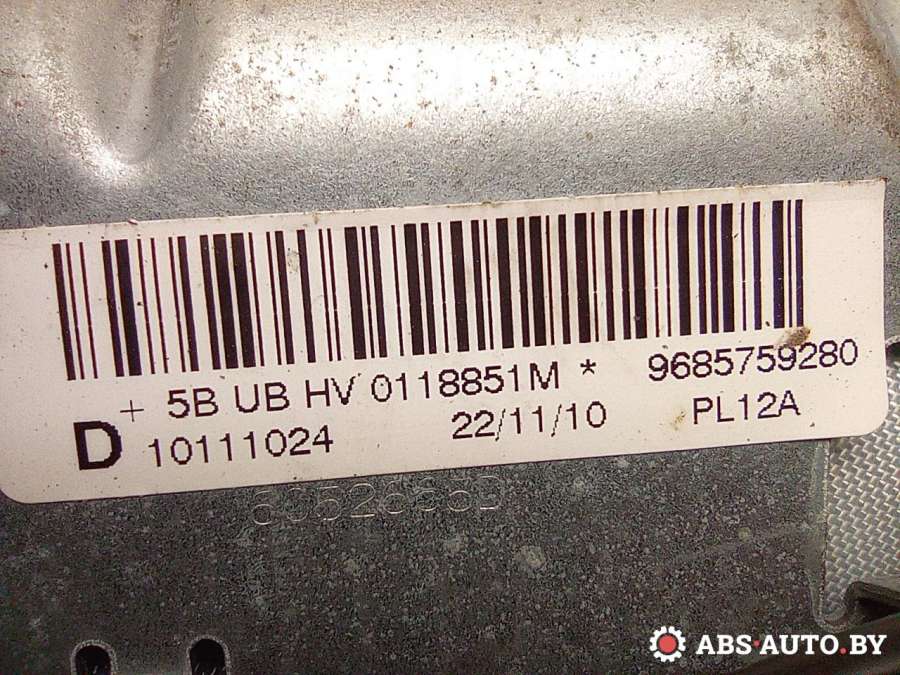 + 5B UB HV 0118851M * 9685759280
D 10111024 22/11/10 PL12A
ABS-AUTO.BY